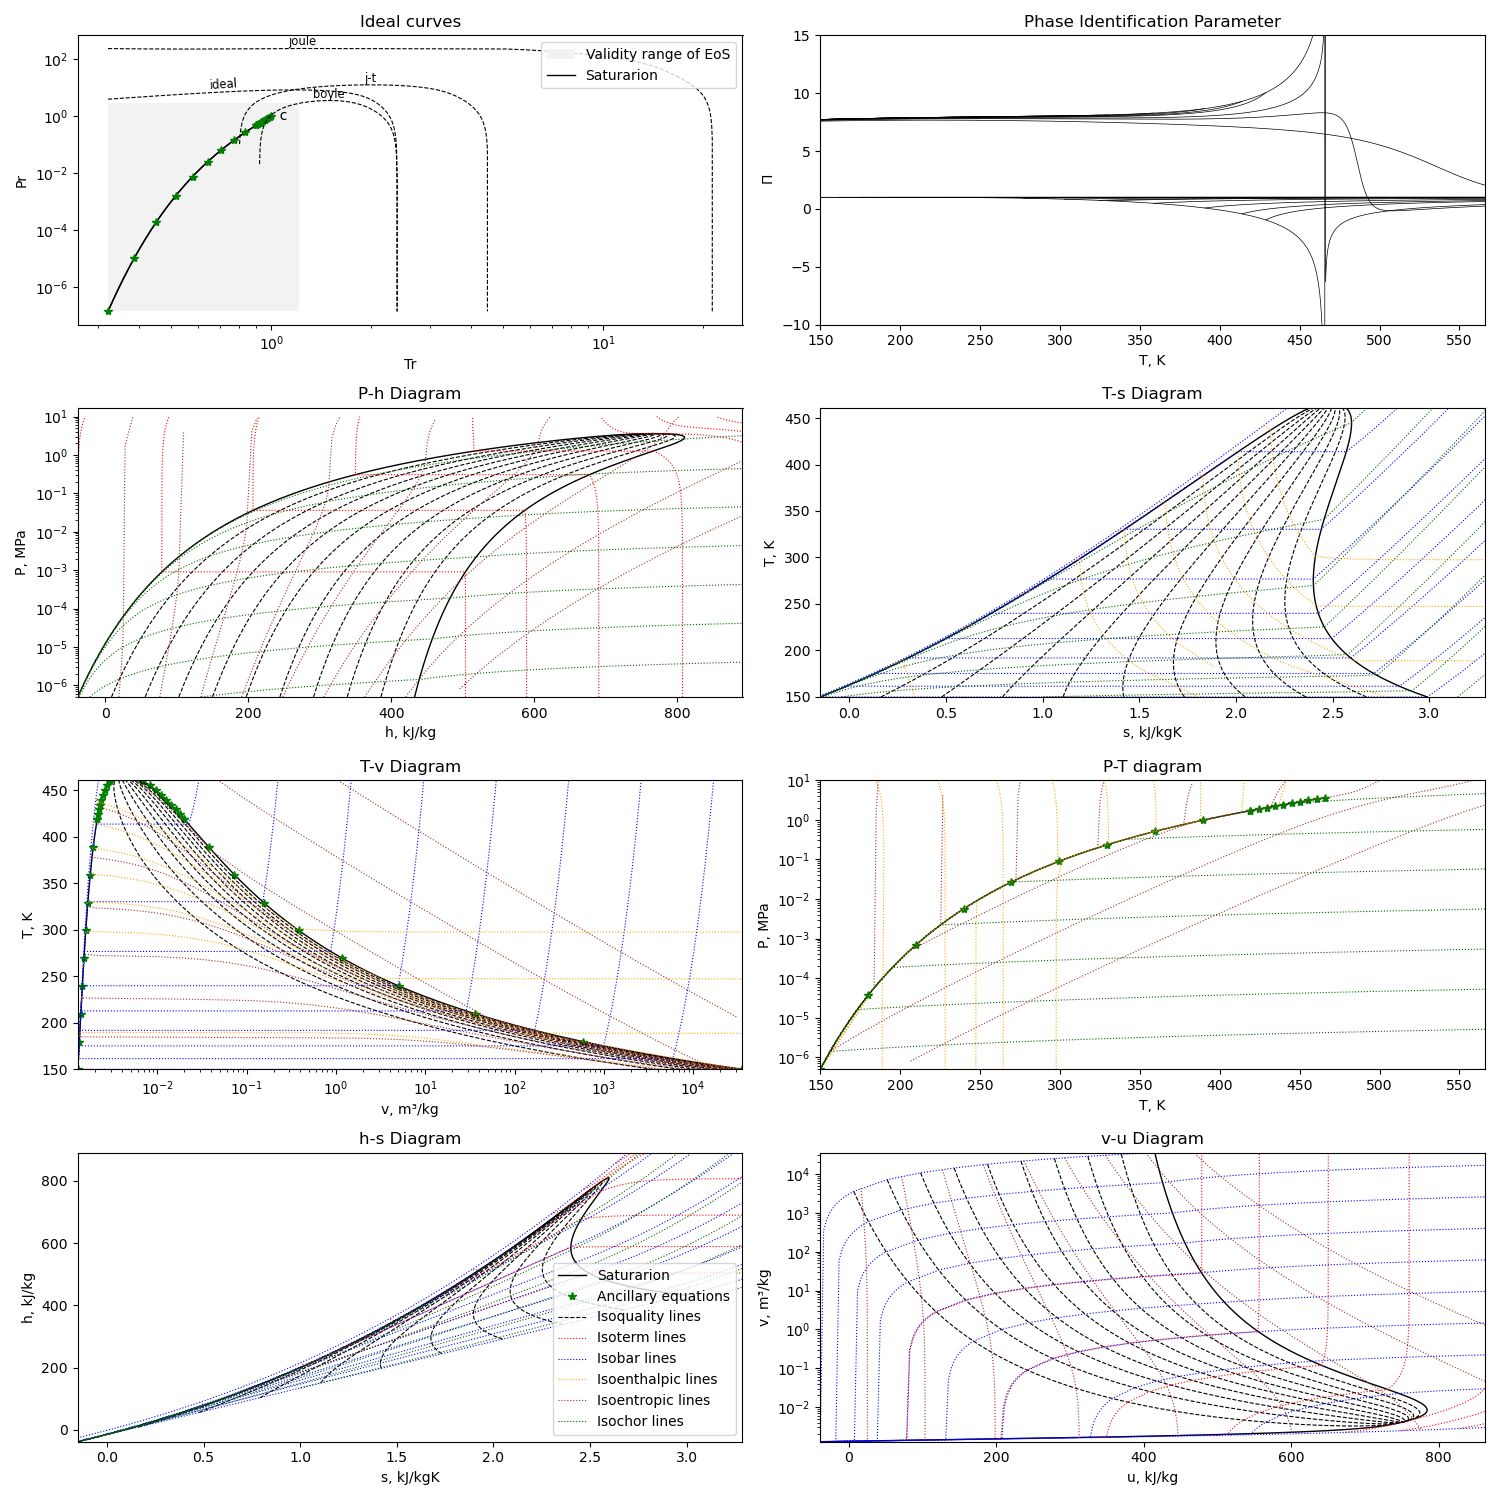 Ideal curves
joule
ideal
j-t
boyle
c
Validity range of EoS
Saturarion
10²
10⁰
10⁻²
10⁻⁴
10⁻⁶
Pr
10⁰
10¹
Tr
Phase Identification Parameter
15
10
5
0
−5
−10
Π
150
200
250
300
350
400
450
500
550
T, K
P-h Diagram
10¹
10⁰
10⁻¹
10⁻²
10⁻³
10⁻⁴
10⁻⁵
10⁻⁶
P, MPa
0
200
400
600
800
h, kJ/kg
T-s Diagram
450
400
350
300
250
200
150
T, K
0.0
0.5
1.0
1.5
2.0
2.5
3.0
s, kJ/kgK
T-v Diagram
450
400
350
300
250
200
150
T, K
10⁻²
10⁻¹
10⁰
10¹
10²
10³
10⁴
v, m³/kg
P-T diagram
10¹
10⁰
10⁻¹
10⁻²
10⁻³
10⁻⁴
10⁻⁵
10⁻⁶
P, MPa
150
200
250
300
350
400
450
500
550
T, K
h-s Diagram
800
600
400
200
0
h, kJ/kg
0.0
0.5
1.0
1.5
2.0
2.5
3.0
s, kJ/kgK
Saturarion
Ancillary equations
Isoquality lines
Isoterm lines
Isobar lines
Isoenthalpic lines
Isoentropic lines
Isochor lines
v-u Diagram
10⁴
10³
10²
10¹
10⁰
10⁻¹
10⁻²
v, m³/kg
0
200
400
600
800
u, kJ/kg